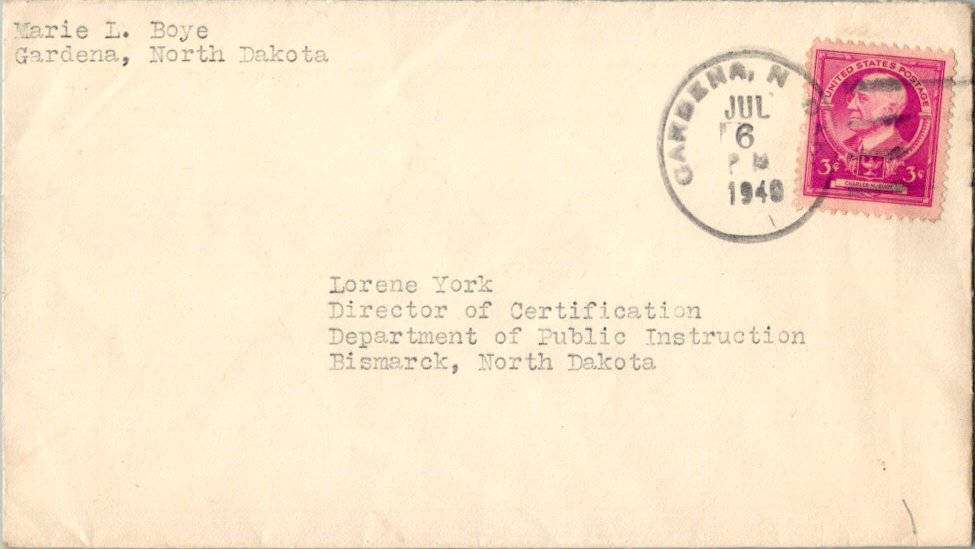 Marie L. Boye
Gardena, North Dakota
GARDENA, N
JUL
6
P M
1940
UNITED STATES POSTAGE
3¢ 3¢
Lorene York
Director of Certification
Department of Public Instruction
Bismarck, North Dakota